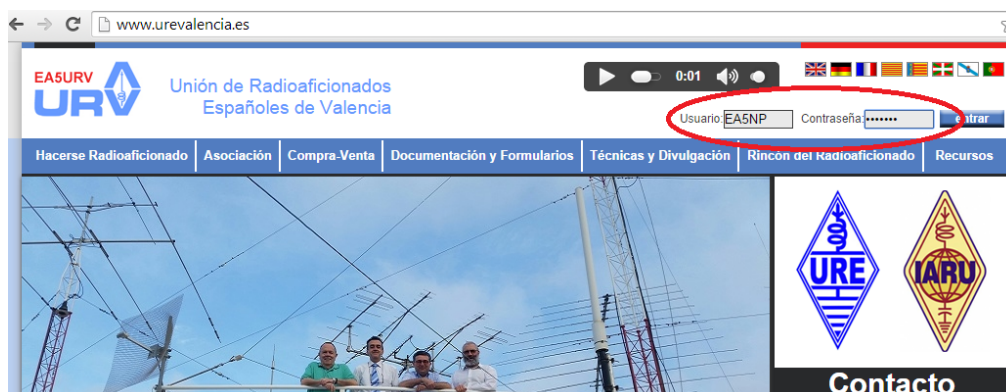 www.urevalencia.es
EA5URV
URV
Unión de Radioaficionados
Españoles de Valencia
0:01
Usuario: EA5NP Contraseña: ••••••• entrar
Hacerse Radioaficionado Asociación Compra-Venta Documentación y Formularios Técnicas y Divulgación Rincón del Radioaficionado Recursos
URE
IARU
Contacto